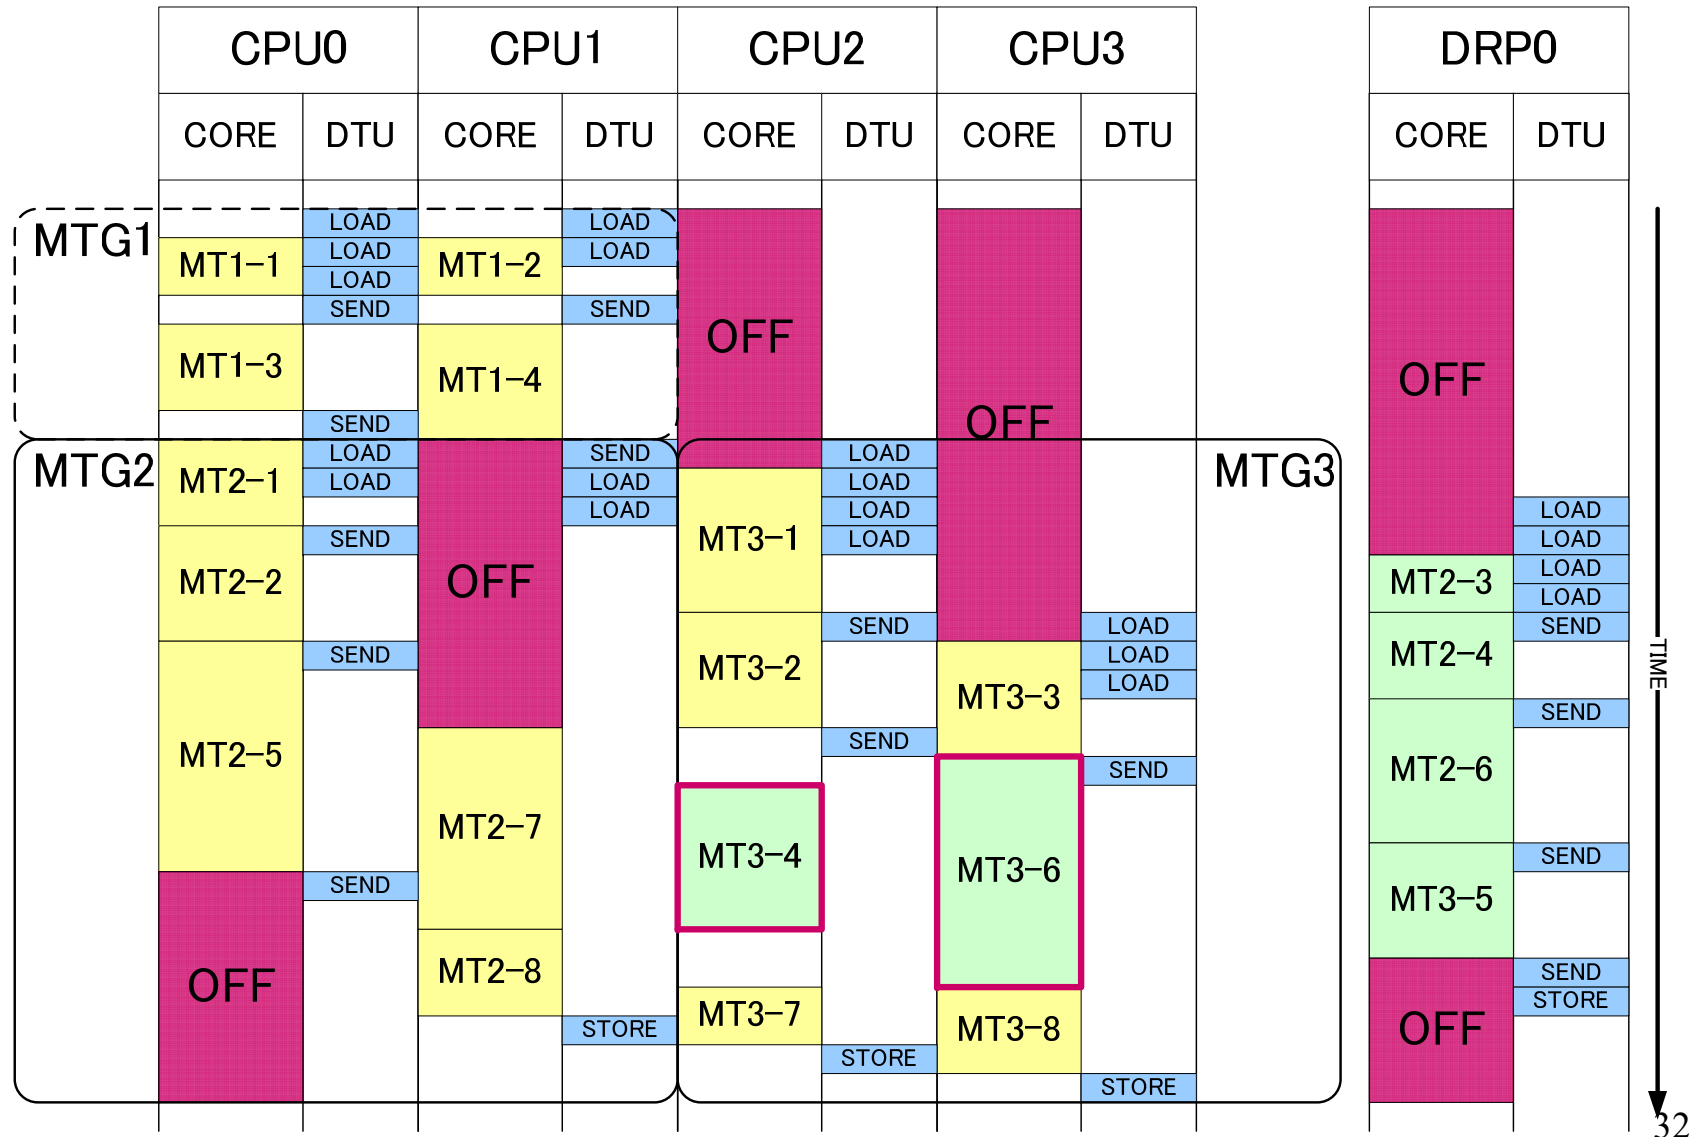 CPU0 CPU1 CPU2 CPU3 DRP0
CORE DTU CORE DTU CORE DTU CORE DTU CORE DTU
LOAD LOAD
MTG1
LOAD LOAD
MT1-1 MT1-2
LOAD
SEND SEND
OFF
MT1-3
MT1-4 OFF
OFF
SEND
LOAD SEND LOAD
MTG2 MTG3
MT2-1
LOAD LOAD LOAD
LOAD LOAD LOAD
SEND MT3-1 LOAD LOAD
LOAD
MT2-2 OFF MT2-3
LOAD
SEND LOAD SEND
SEND LOAD MT2-4
MT3-2
LOAD
TIME
MT3-3
SEND
SEND
MT2-5
SEND MT2-6
MT2-7
MT3-4 SEND
MT3-6
SEND MT3-5
MT2-8 SEND
OFF
STORE
MT3-7
STORE MT3-8 OFF
STORE
STORE
32